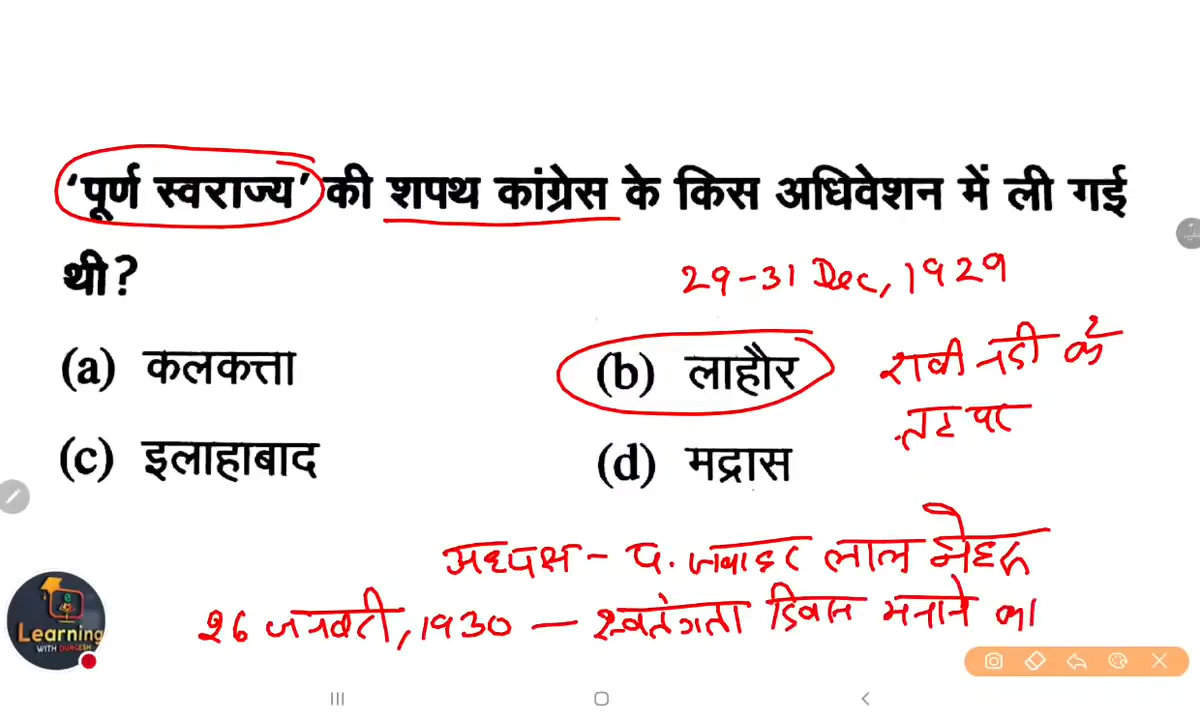 ‘पूर्ण स्वराज्य’ की शपथ कांग्रेस के किस अधिवेशन में ली गई
थी?
29-31 Dec, 1929
(a) कलकत्ता
(b) लाहौर
रावी नदी के
तट पर
(c) इलाहाबाद
(d) मद्रास
अध्यक्ष - प. जवाहर लाल नेहरू
26 जनवरी, 1930 — स्वतंत्रता दिवस मनाने का
Learning
WITH DURGESH